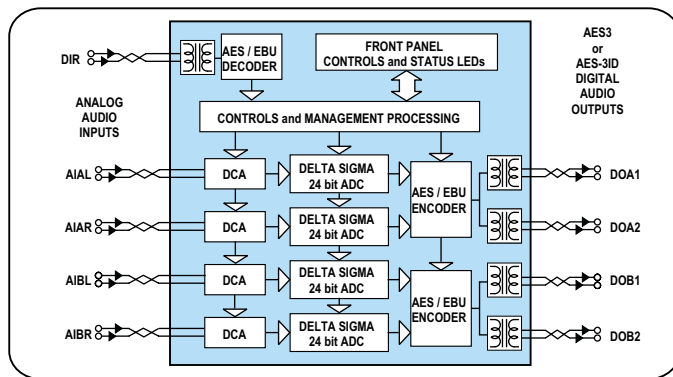 DIR
AES / EBU
DECODER
FRONT PANEL
CONTROLS and STATUS LEDs
AES3
or
AES-3ID
DIGITAL
AUDIO
OUTPUTS
ANALOG
AUDIO
INPUTS
CONTROLS and MANAGEMENT PROCESSING
AIAL
DCA
DELTA SIGMA
24 bit ADC
AES / EBU
ENCODER
DOA1
AIAR
DCA
DELTA SIGMA
24 bit ADC
DOA2
AIBL
DCA
DELTA SIGMA
24 bit ADC
AES / EBU
ENCODER
DOB1
AIBR
DCA
DELTA SIGMA
24 bit ADC
DOB2